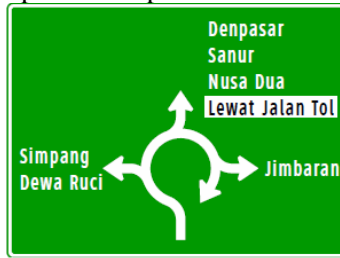 Denpasar
Sanur
Nusa Dua
Lewat Jalan Tol
Simpang
Dewa Ruci
Jimbaran